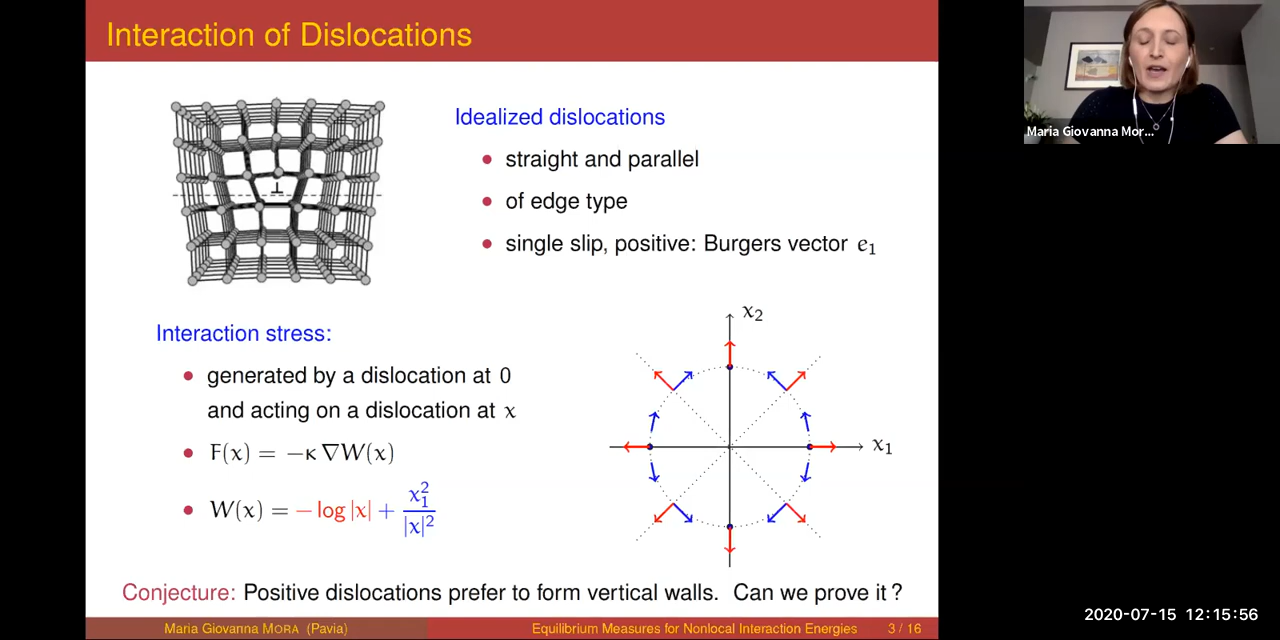 Interaction of Dislocations
Idealized dislocations
• straight and parallel
• of edge type
• single slip, positive: Burgers vector e₁
⊥
Interaction stress:
• generated by a dislocation at 0
and acting on a dislocation at x
• F(x) = −κ∇W(x)
• W(x) = − log |x| + x₁²/|x|²
x₂
x₁
Conjecture: Positive dislocations prefer to form vertical walls. Can we prove it ?
Maria Giovanna MORA (Pavia)
Equilibrium Measures for Nonlocal Interaction Energies
3 / 16
Maria Giovanna Mor...
2020-07-15 12:15:56